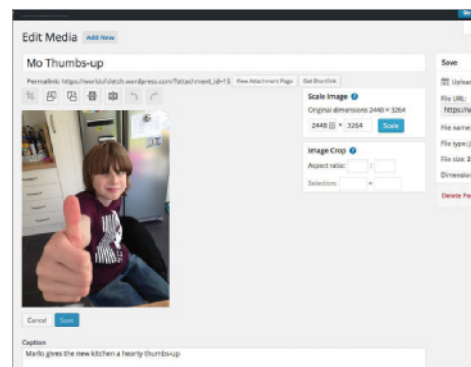 Edit Media Add New
Mo Thumbs-up
Permalink: https://worldofdetch.wordpress.com/?attachment_id=15 View Attachment Page Get Shortlink
Scale Image
Original dimensions 2448 × 3264
2448 × 3264 Scale
Image Crop
Aspect ratio: :
Selection: ×
Cancel Save
Caption
Marlo gives the new kitchen a hearty thumbs-up
Save
File URL:
File name:
File type: J
File size: 2
Delete Pe